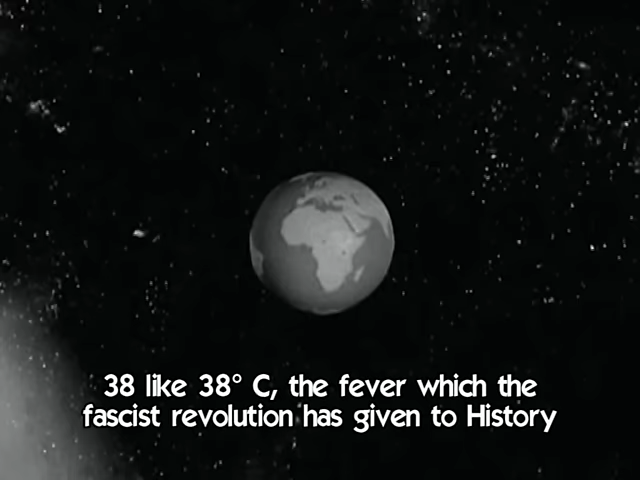 38 like 38° C, the fever which the
fascist revolution has given to History